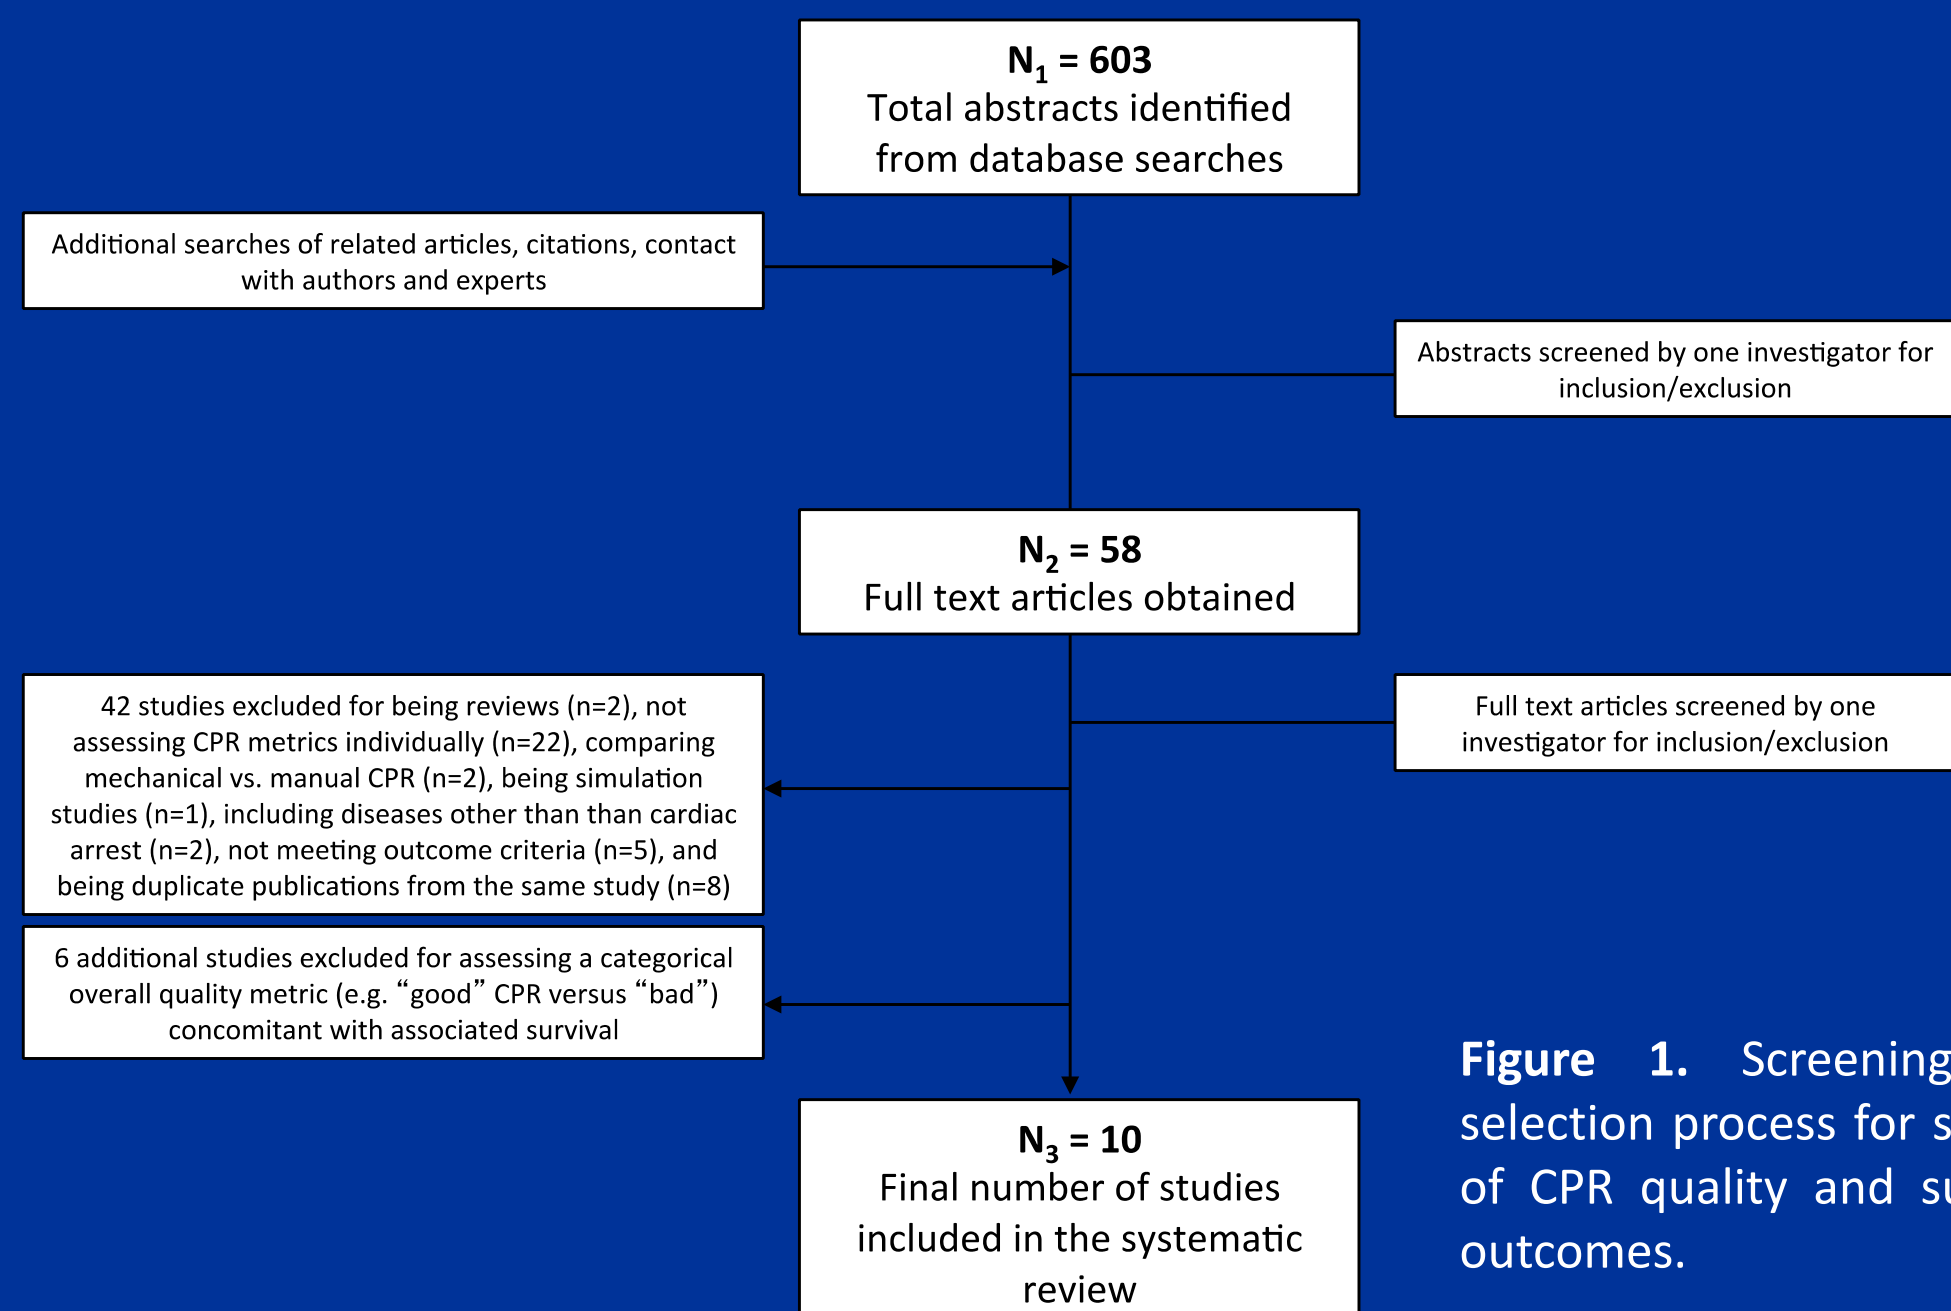 N₁ = 603
Total abstracts identified
from database searches
Additional searches of related articles, citations, contact
with authors and experts
Abstracts screened by one investigator for
inclusion/exclusion
N₂ = 58
Full text articles obtained
42 studies excluded for being reviews (n=2), not
assessing CPR metrics individually (n=22), comparing
mechanical vs. manual CPR (n=2), being simulation
studies (n=1), including diseases other than than cardiac
arrest (n=2), not meeting outcome criteria (n=5), and
being duplicate publications from the same study (n=8)
Full text articles screened by one
investigator for inclusion/exclusion
6 additional studies excluded for assessing a categorical
overall quality metric (e.g. “good” CPR versus “bad”)
concomitant with associated survival
N₃ = 10
Final number of studies
included in the systematic
review
Figure 1. Screening
selection process for
of CPR quality and
outcomes.